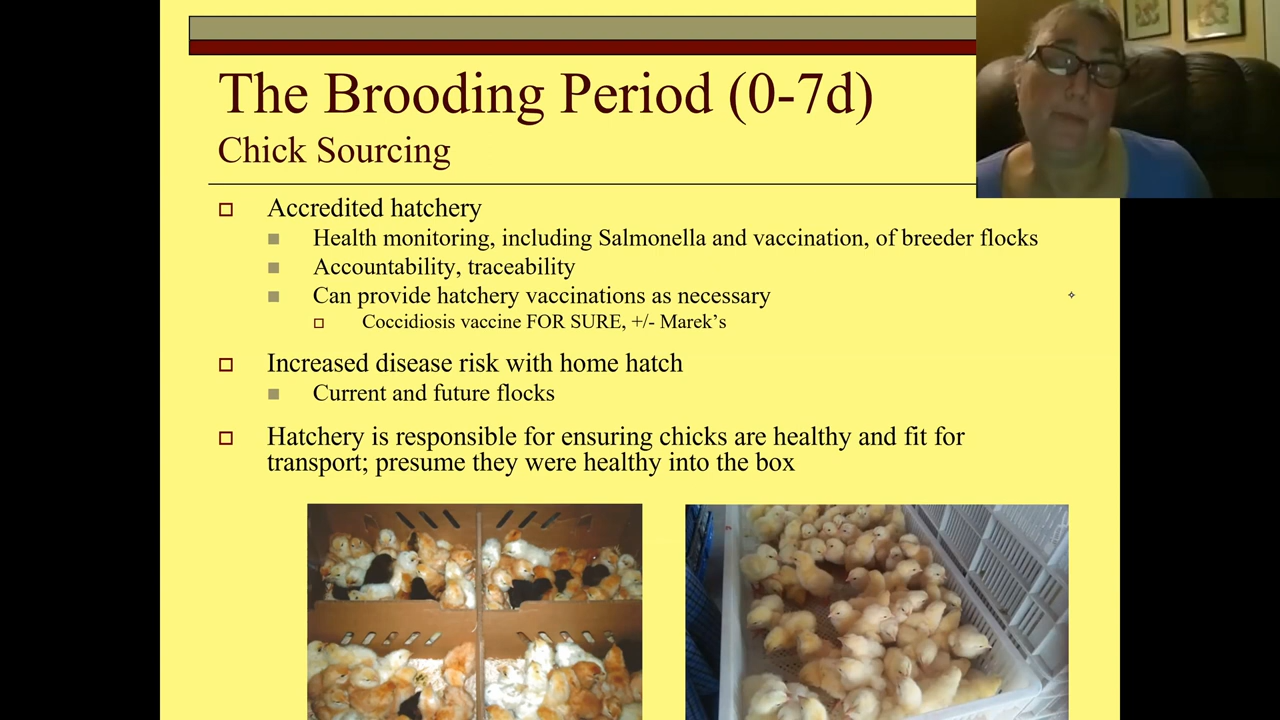 The Brooding Period (0-7d)
Chick Sourcing
Accredited hatchery
Health monitoring, including Salmonella and vaccination, of breeder flocks
Accountability, traceability
Can provide hatchery vaccinations as necessary
Coccidiosis vaccine FOR SURE, +/- Marek’s
Increased disease risk with home hatch
Current and future flocks
Hatchery is responsible for ensuring chicks are healthy and fit for
transport; presume they were healthy into the box